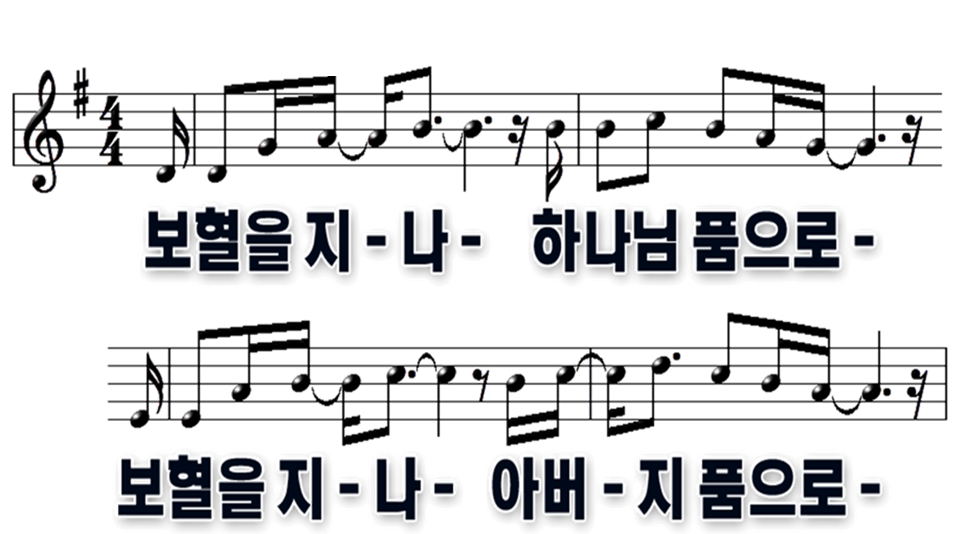 보혈을 지 - 나 - 하나님 품으로 -
보혈을 지 - 나 - 아버 - 지 품으로 -